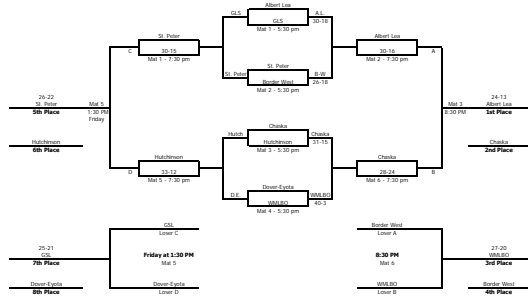 Albert Lea
GLS
GLS
A.L.
30-18
Mat 1 - 5:30 pm
St. Peter
C
30-15
Mat 1 - 7:30 pm
Albert Lea
30-16
A
Mat 2 - 7:30 pm
St. Peter
St. Peter
Border West
B-W
26-18
Mat 2 - 5:30 pm
26-22
St. Peter
5th Place
Mat 5
1:30 PM
Friday
Mat 3
8:30 PM
24-13
Albert Lea
1st Place
Hutchinson
6th Place
Chaska
2nd Place
Hutch
Chaska
Hutchinson
Chaska
31-15
Mat 3 - 5:30 pm
Hutchinson
D
33-12
Mat 5 - 7:30 pm
Chaska
28-24
B
Mat 6 - 7:30 pm
D.E.
Dover-Eyota
WMLBO
WMLBO
40-3
Mat 4 - 5:30 pm
GSL
Loser C
Border West
Loser A
25-21
GSL
7th Place
Friday at 1:30 PM
Mat 5
8:30 PM
Mat 6
27-20
WMLBO
3rd Place
Dover-Eyota
8th Place
Dover-Eyota
Loser D
WMLBO
Loser B
Border West
4th Place